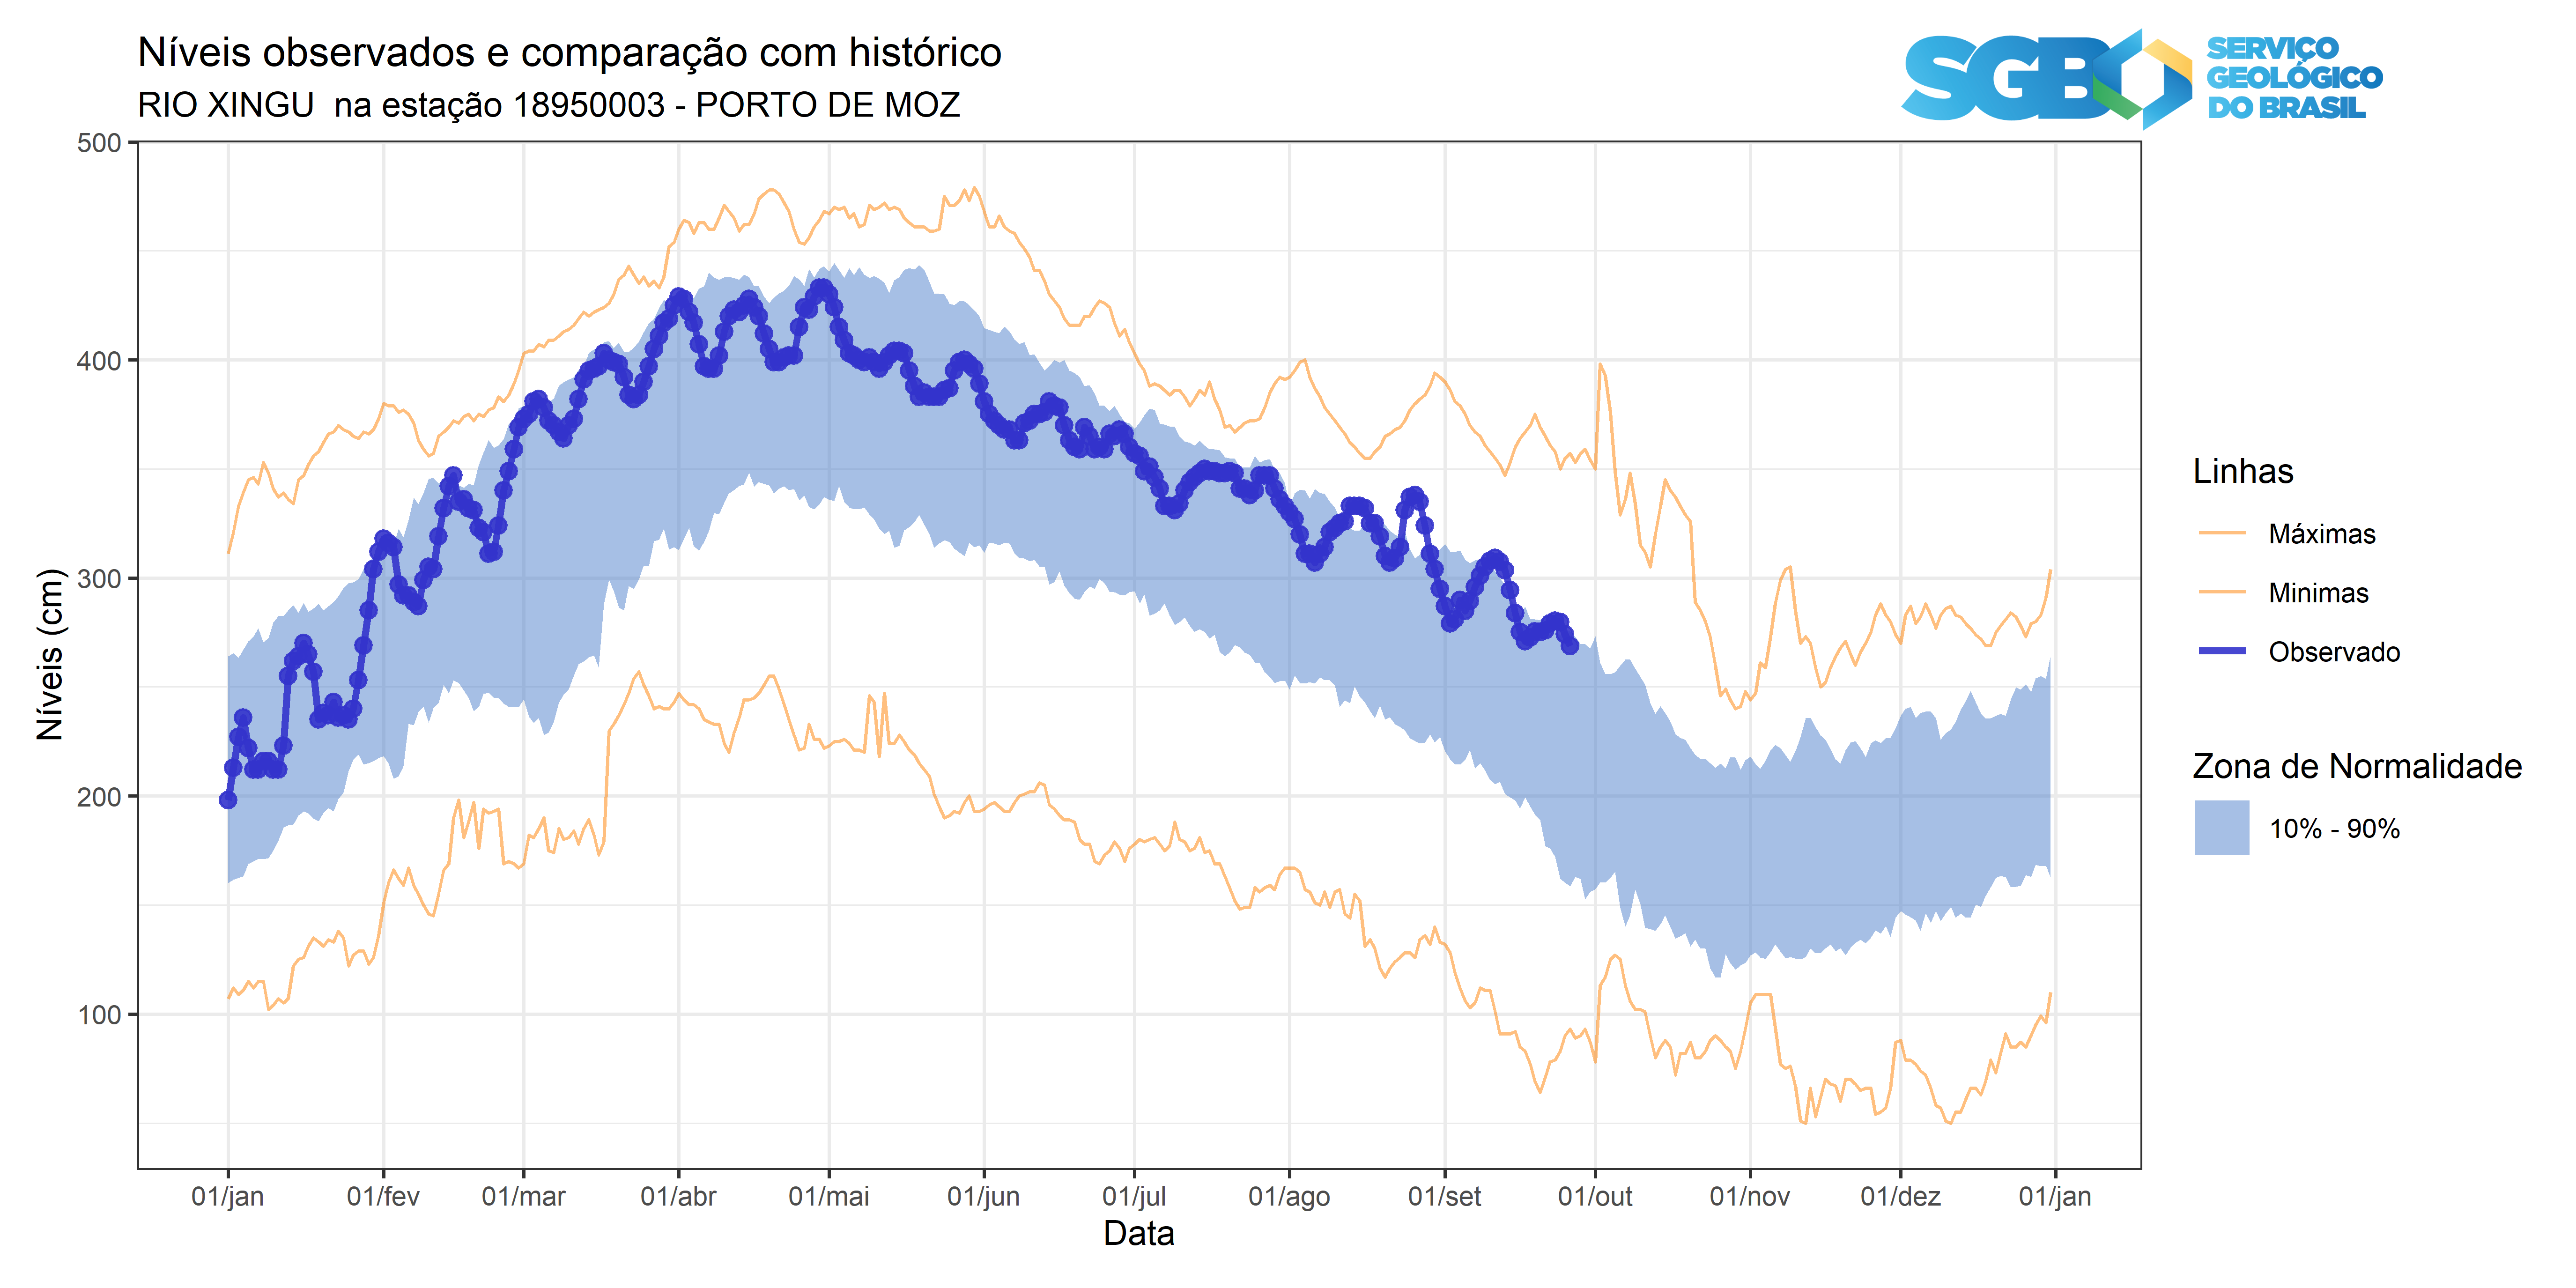 Níveis observados e comparação com histórico
RIO XINGU  na estação 18950003 - PORTO DE MOZ
SGB
SERVIÇO
GEOLÓGICO
DO BRASIL
Níveis (cm)
500
400
300
200
100
01/jan 01/fev 01/mar 01/abr 01/mai 01/jun 01/jul 01/ago 01/set 01/out 01/nov 01/dez 01/jan
Data
Linhas
Máximas
Minimas
Observado
Zona de Normalidade
10% - 90%